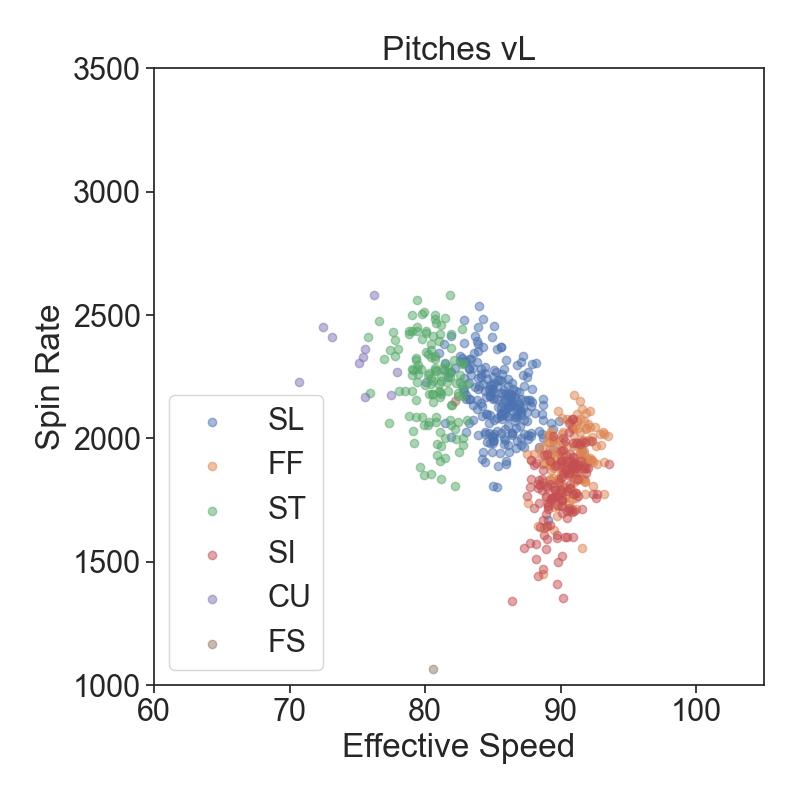 Pitches vL
3500
3000
2500
2000
1500
1000
Spin Rate
SL
FF
ST
SI
CU
FS
60 70 80 90 100
Effective Speed